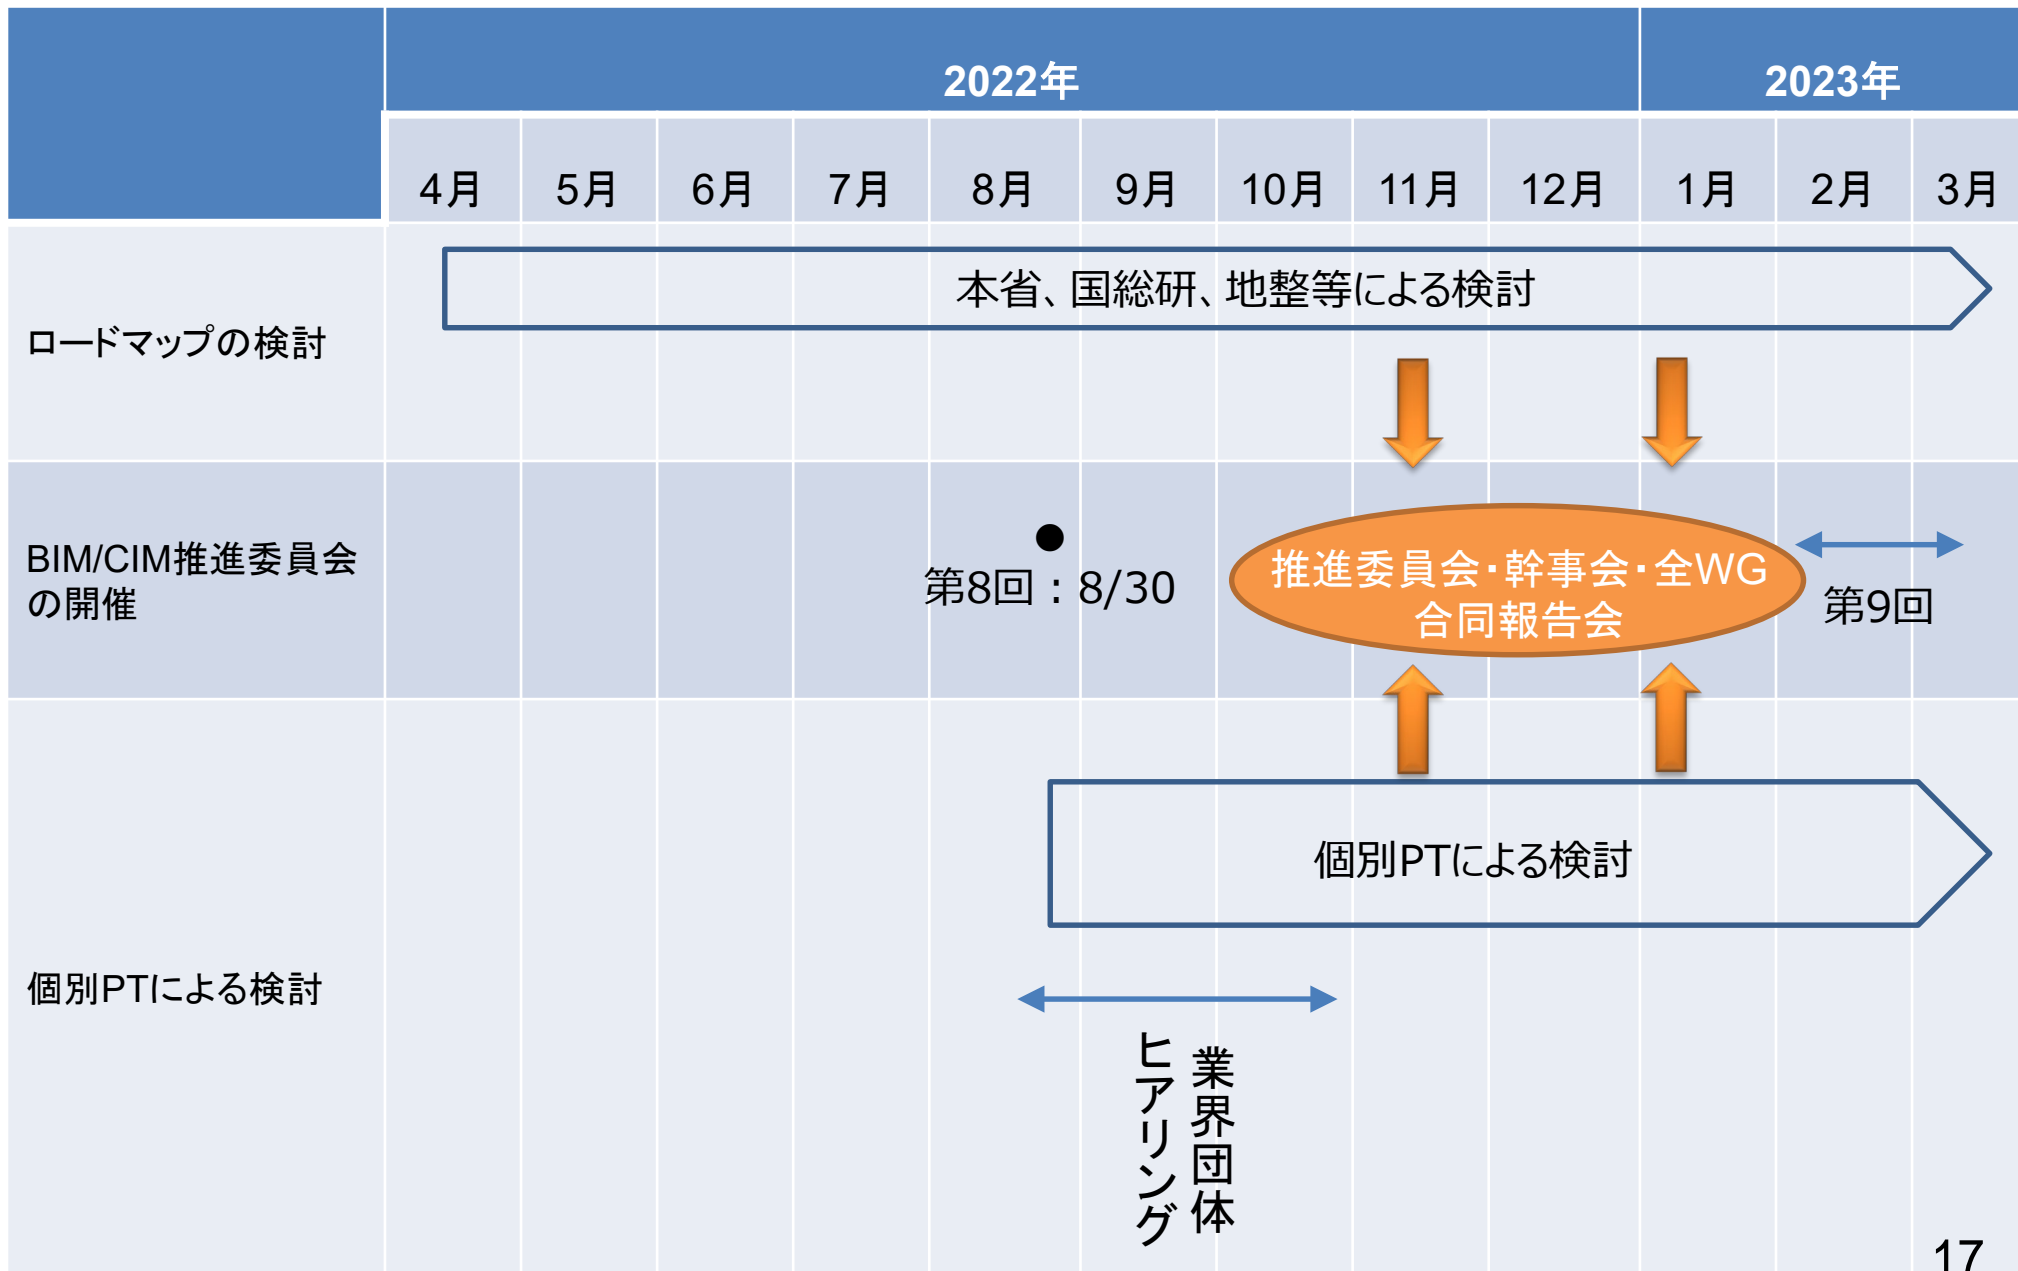 2022年
2023年
4月
5月
6月
7月
8月
9月
10月
11月
12月
1月
2月
3月
ロードマップの検討
本省、国総研、地整等による検討
BIM/CIM推進委員会
の開催
第8回：8/30
推進委員会・幹事会・全WG
合同報告会
第9回
個別PTによる検討
個別PTによる検討
業界団体
ヒアリング
17